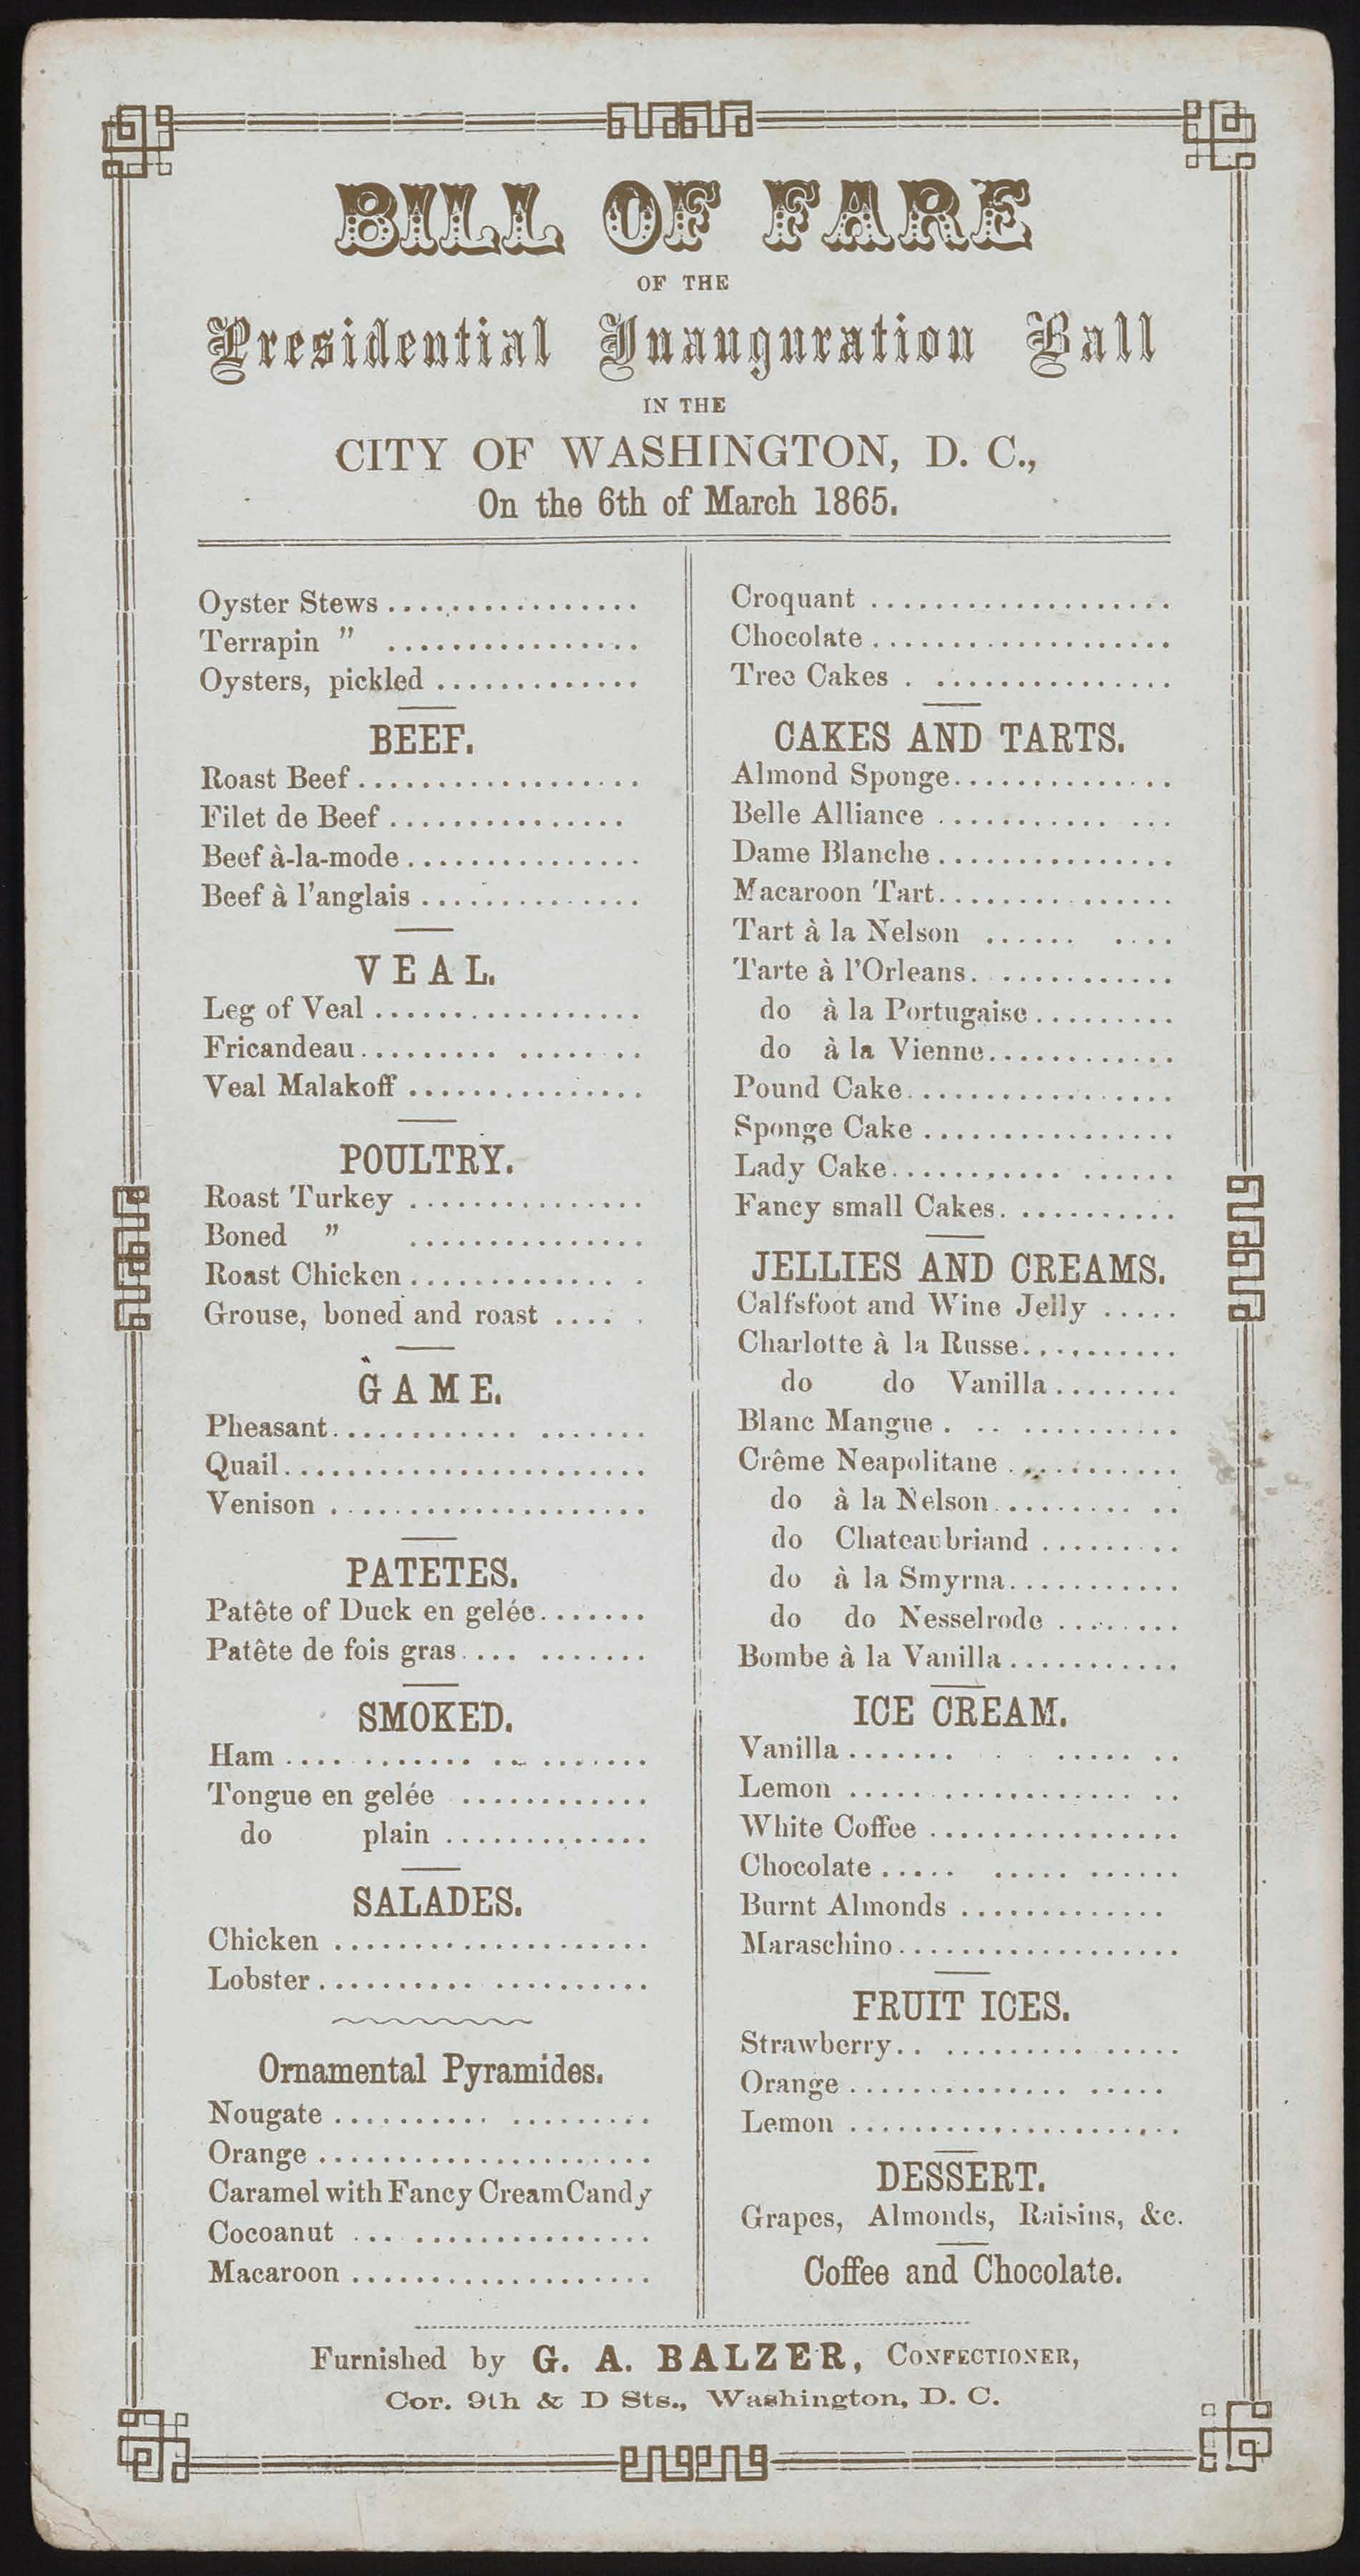 BILL OF FARE
OF THE
Presidential Inauguration Ball
IN THE
CITY OF WASHINGTON, D. C.,
On the 6th of March 1865.
Oyster Stews
Terrapin "
Oysters, pickled
BEEF.
Roast Beef
Filet de Beef
Beef à-la-mode
Beef à l'anglais
VEAL.
Leg of Veal
Fricandeau
Veal Malakoff
POULTRY.
Roast Turkey
Boned "
Roast Chicken
Grouse, boned and roast
GAME.
Pheasant
Quail
Venison
PATETES.
Patête of Duck en gelée
Patête de fois gras
SMOKED.
Ham
Tongue en gelée
do plain
SALADES.
Chicken
Lobster
Ornamental Pyramides.
Nougate
Orange
Caramel with Fancy Cream Candy
Cocoanut
Macaroon
Croquant
Chocolate
Tree Cakes
CAKES AND TARTS.
Almond Sponge
Belle Alliance
Dame Blanche
Macaroon Tart
Tart à la Nelson
Tarte à l'Orleans
do à la Portugaise
do à la Vienne
Pound Cake
Sponge Cake
Lady Cake
Fancy small Cakes
JELLIES AND CREAMS.
Calfsfoot and Wine Jelly
Charlotte à la Russe
do do Vanilla
Blanc Mangue
Crême Neapolitane
do à la Nelson
do Chateaubriand
do à la Smyrna
do do Nesselrode
Bombe à la Vanilla
ICE CREAM.
Vanilla
Lemon
White Coffee
Chocolate
Burnt Almonds
Maraschino
FRUIT ICES.
Strawberry
Orange
Lemon
DESSERT.
Grapes, Almonds, Raisins, &c.
Coffee and Chocolate.
Furnished by G. A. BALZER, CONFECTIONER,
Cor. 9th & D Sts., Washington, D. C.